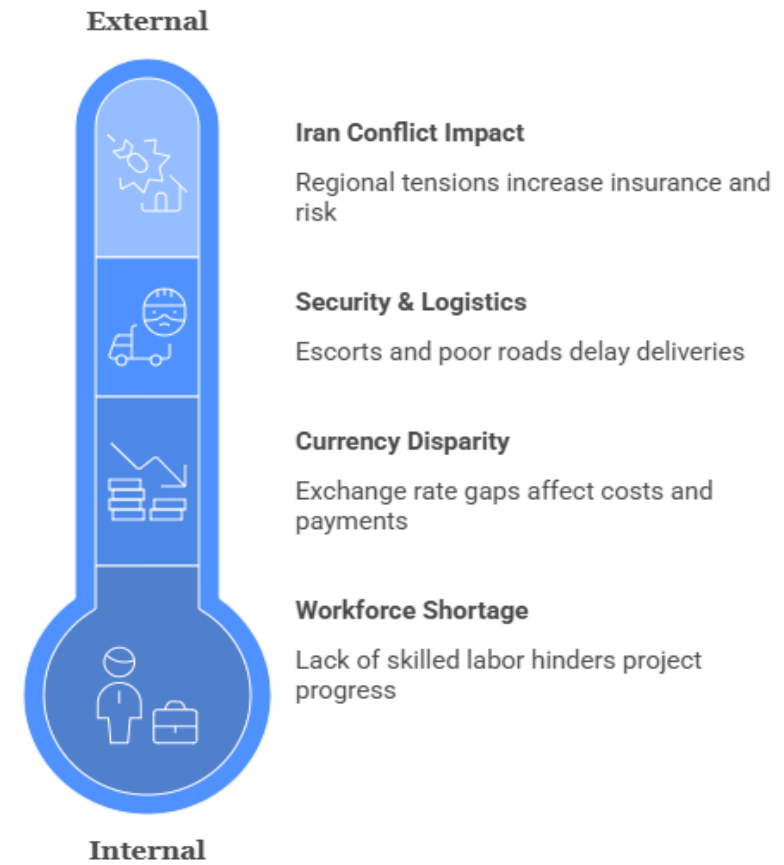 External
Iran Conflict Impact
Regional tensions increase insurance and
risk
Security & Logistics
Escorts and poor roads delay deliveries
Currency Disparity
Exchange rate gaps affect costs and
payments
Workforce Shortage
Lack of skilled labor hinders project
progress
Internal